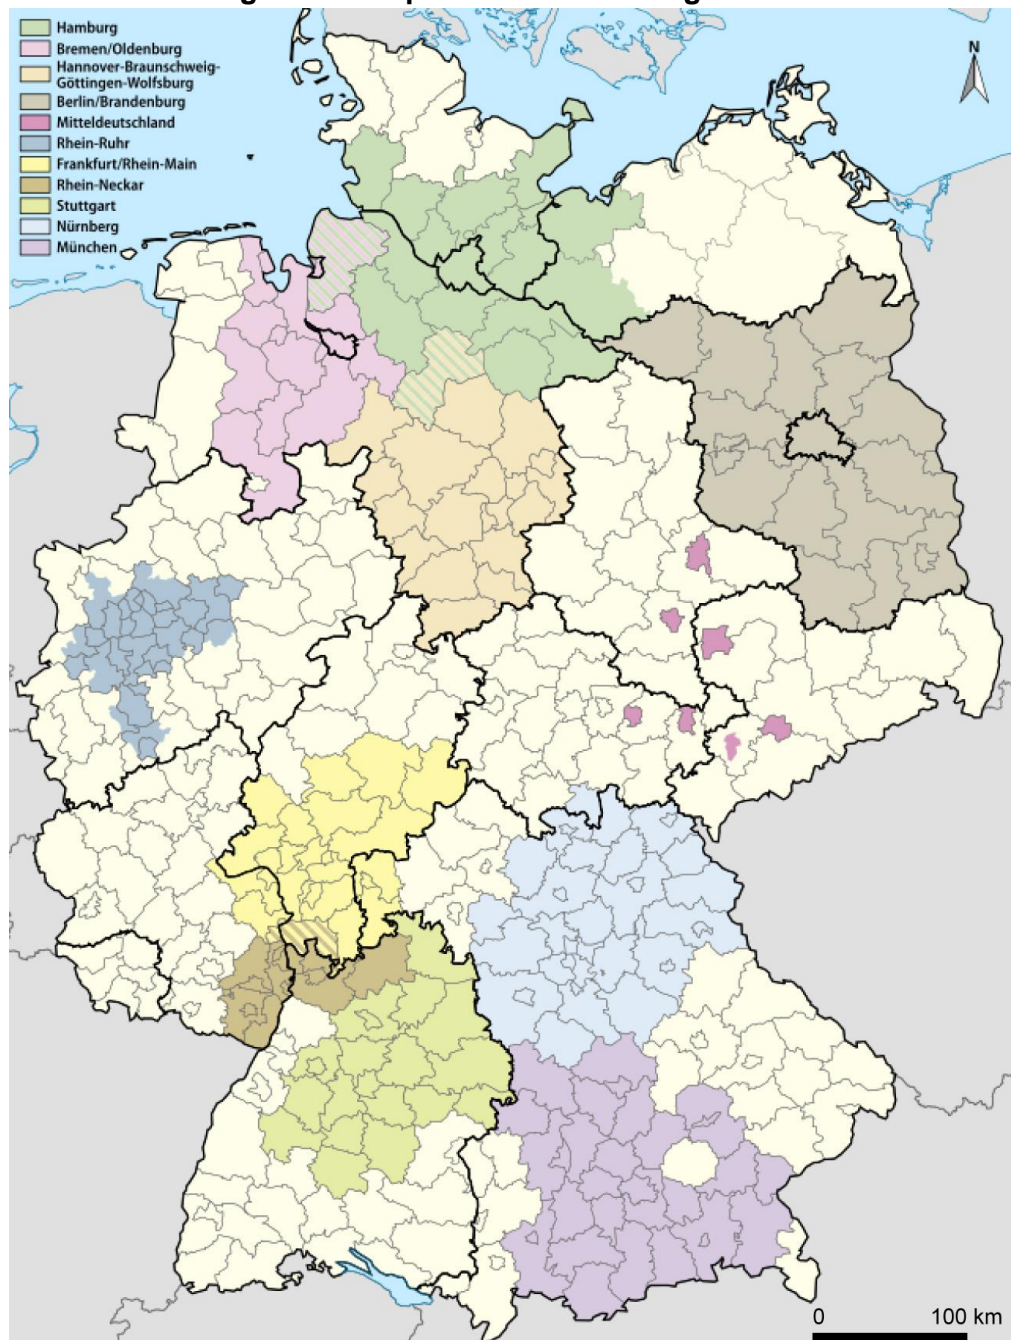 Hamburg
Bremen/Oldenburg
Hannover-Braunschweig-
Göttingen-Wolfsburg
Berlin/Brandenburg
Mitteldeutschland
Rhein-Ruhr
Frankfurt/Rhein-Main
Rhein-Neckar
Stuttgart
Nürnberg
München
N
0 100 km